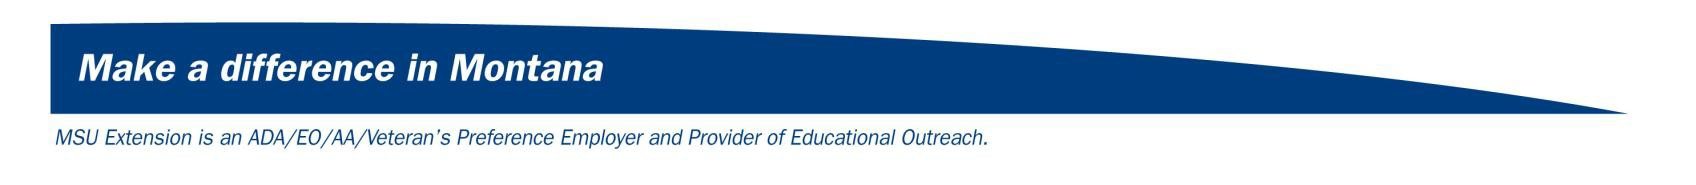 Make a difference in Montana
MSU Extension is an ADA/EO/AA/Veteran's Preference Employer and Provider of Educational Outreach.